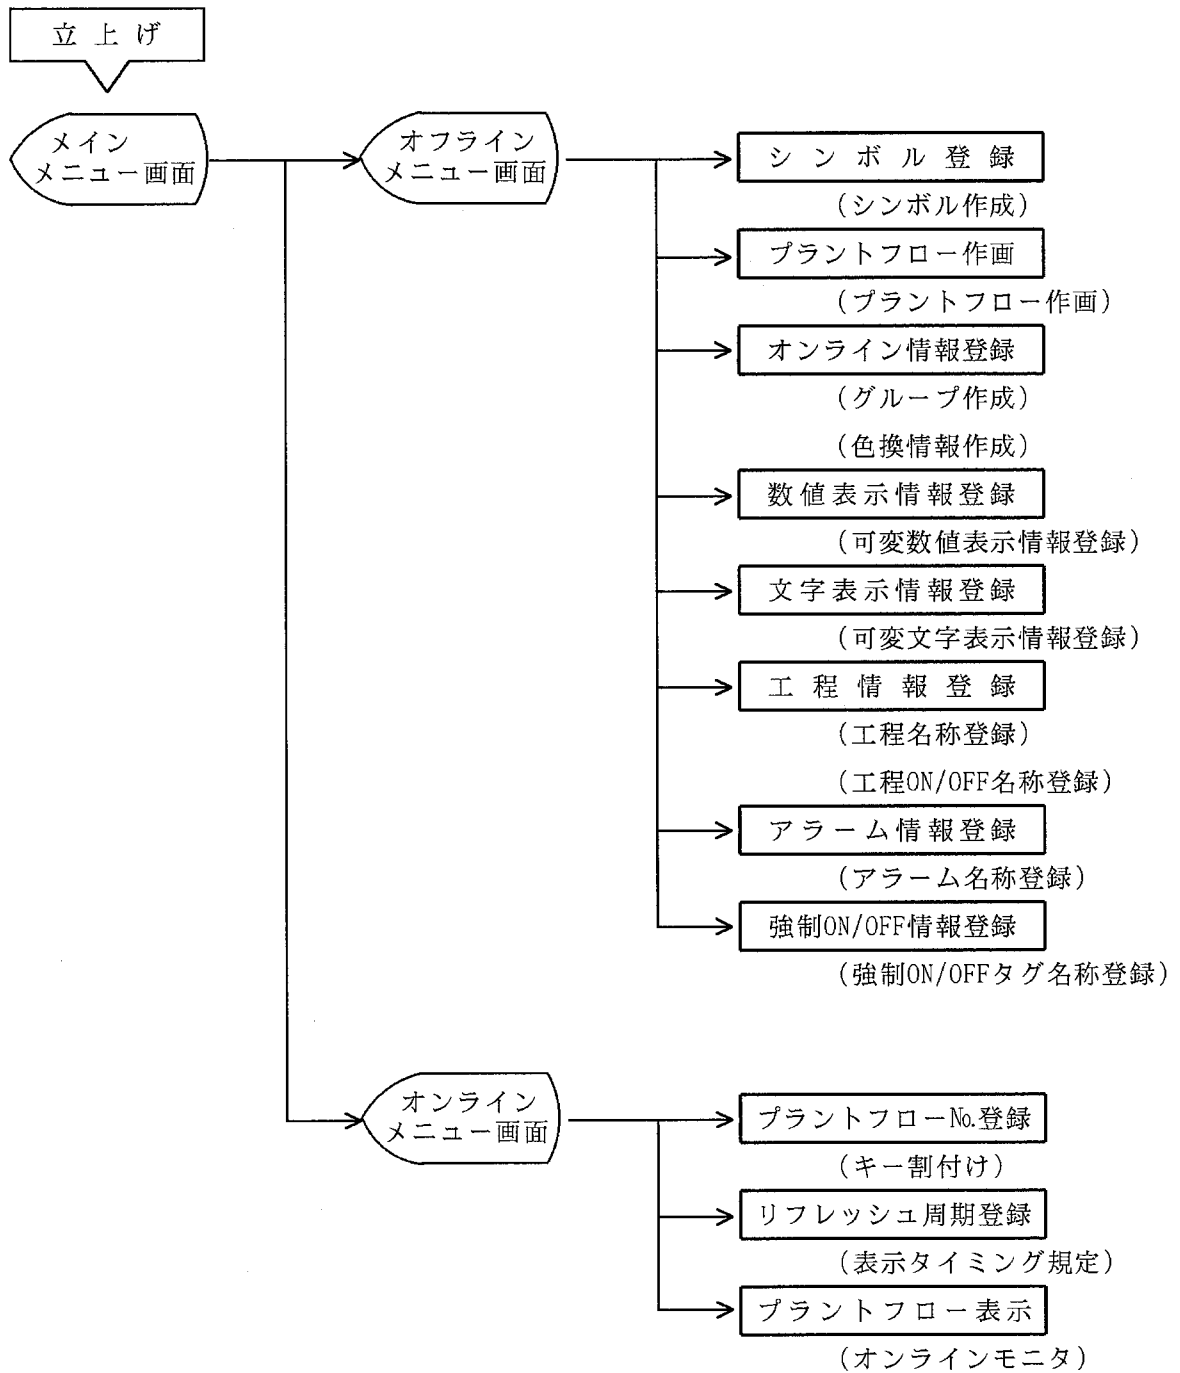 立上げ
メイン
メニュー画面
オフライン
メニュー画面
シンボル登録
(シンボル作成)
プラントフロー作画
(プラントフロー作画)
オンライン情報登録
(グループ作成)
(色換情報作成)
数値表示情報登録
(可変数値表示情報登録)
文字表示情報登録
(可変文字表示情報登録)
工程情報登録
(工程名称登録)
(工程ON/OFF名称登録)
アラーム情報登録
(アラーム名称登録)
強制ON/OFF情報登録
(強制ON/OFFタグ名称登録)
オンライン
メニュー画面
プラントフロー№登録
(キー割付け)
リフレッシュ周期登録
(表示タイミング規定)
プラントフロー表示
(オンラインモニタ)